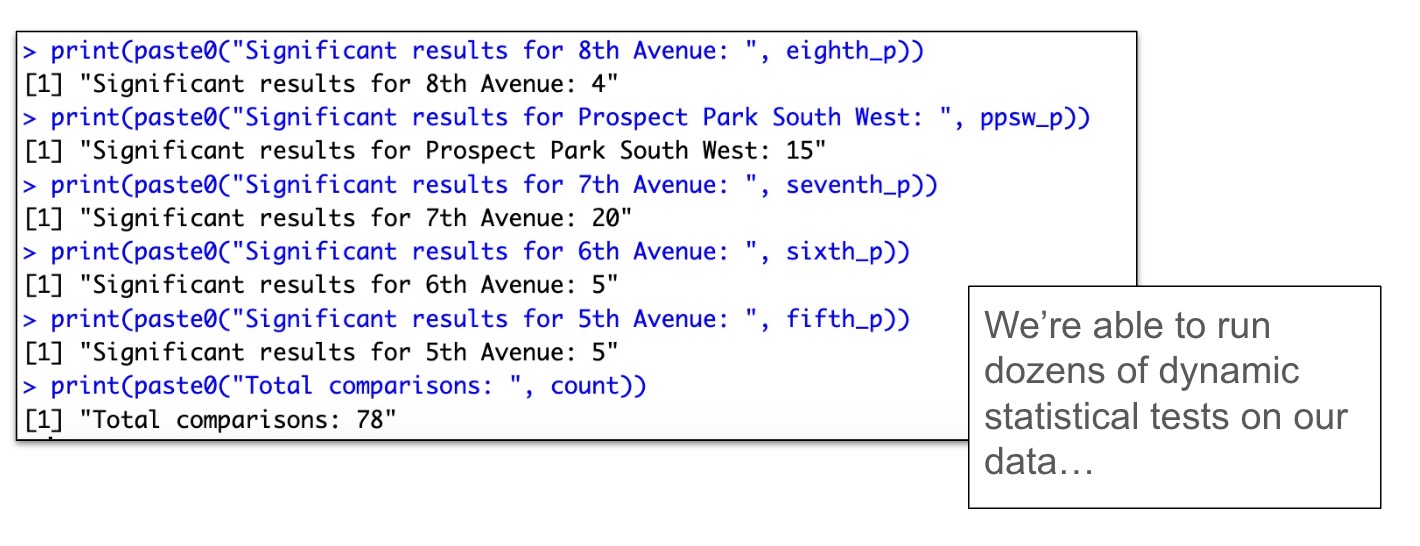 > print(paste0("Significant results for 8th Avenue: ", eighth_p))
[1] "Significant results for 8th Avenue: 4"
> print(paste0("Significant results for Prospect Park South West: ", ppsw_p))
[1] "Significant results for Prospect Park South West: 15"
> print(paste0("Significant results for 7th Avenue: ", seventh_p))
[1] "Significant results for 7th Avenue: 20"
> print(paste0("Significant results for 6th Avenue: ", sixth_p))
[1] "Significant results for 6th Avenue: 5"
> print(paste0("Significant results for 5th Avenue: ", fifth_p))
[1] "Significant results for 5th Avenue: 5"
> print(paste0("Total comparisons: ", count))
[1] "Total comparisons: 78"
We’re able to run
dozens of dynamic
statistical tests on our
data…